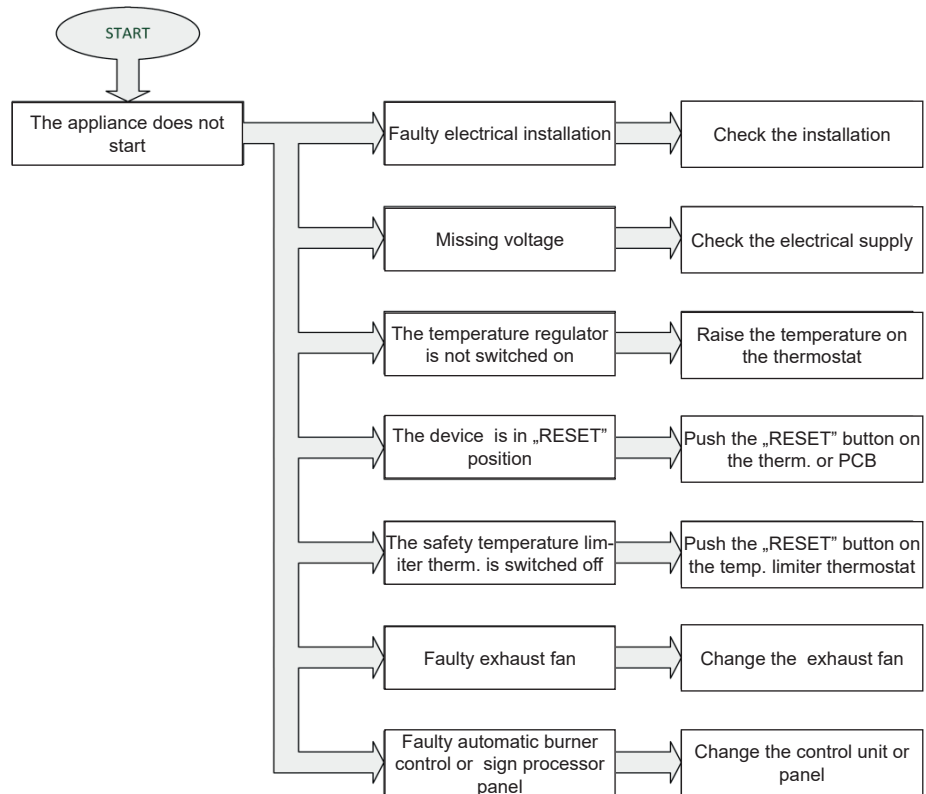 START
The appliance does not
start
Faulty electrical installation
Check the installation
Missing voltage
Check the electrical supply
The temperature regulator
is not switched on
Raise the temperature on
the thermostat
The device is in „RESET”
position
Push the „RESET” button on
the therm. or PCB
The safety temperature lim-
iter therm. is switched off
Push the „RESET” button on
the temp. limiter thermostat
Faulty exhaust fan
Change the exhaust fan
Faulty automatic burner
control or sign processor
panel
Change the control unit or
panel